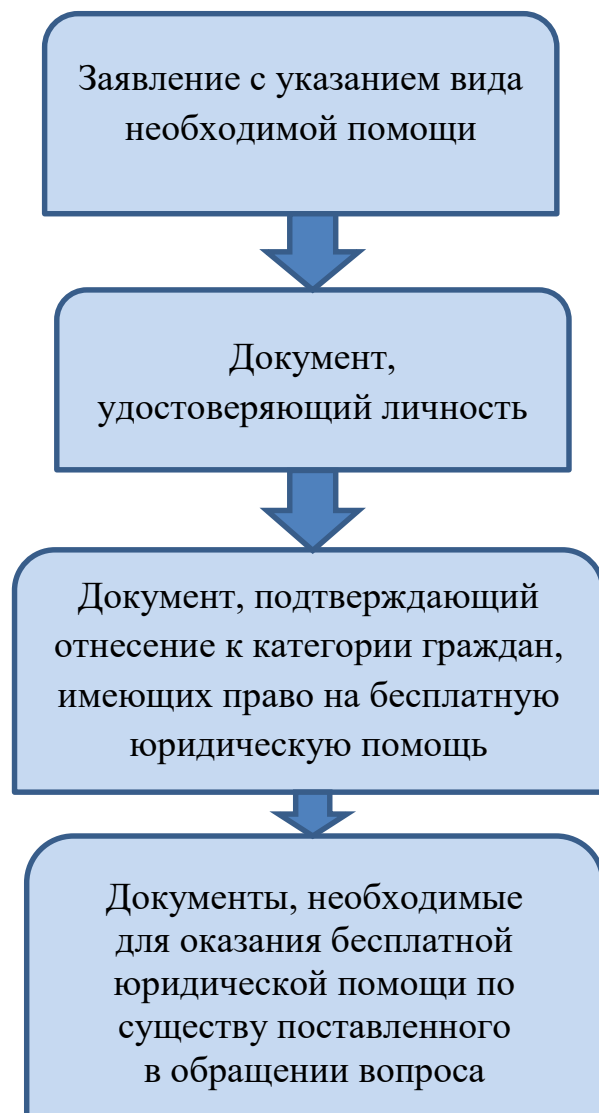 Заявление с указанием вида
необходимой помощи
Документ,
удостоверяющий личность
Документ, подтверждающий
отнесение к категории граждан,
имеющих право на бесплатную
юридическую помощь
Документы, необходимые
для оказания бесплатной
юридической помощи по
существу поставленного
в обращении вопроса